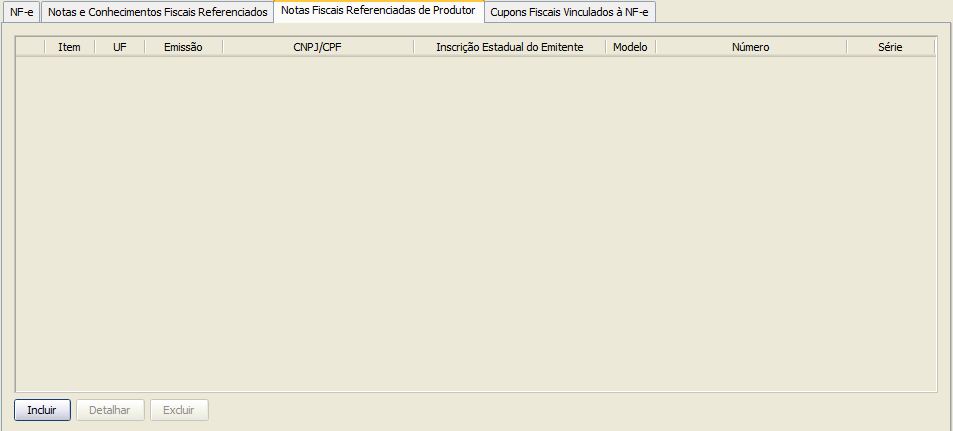 NF-e Notas e Conhecimentos Fiscais Referenciados Notas Fiscais Referenciadas de Produtor Cupons Fiscais Vinculados à NF-e
Item UF Emissão CNPJ/CPF Inscrição Estadual do Emitente Modelo Número Série
Incluir Detalhar Excluir